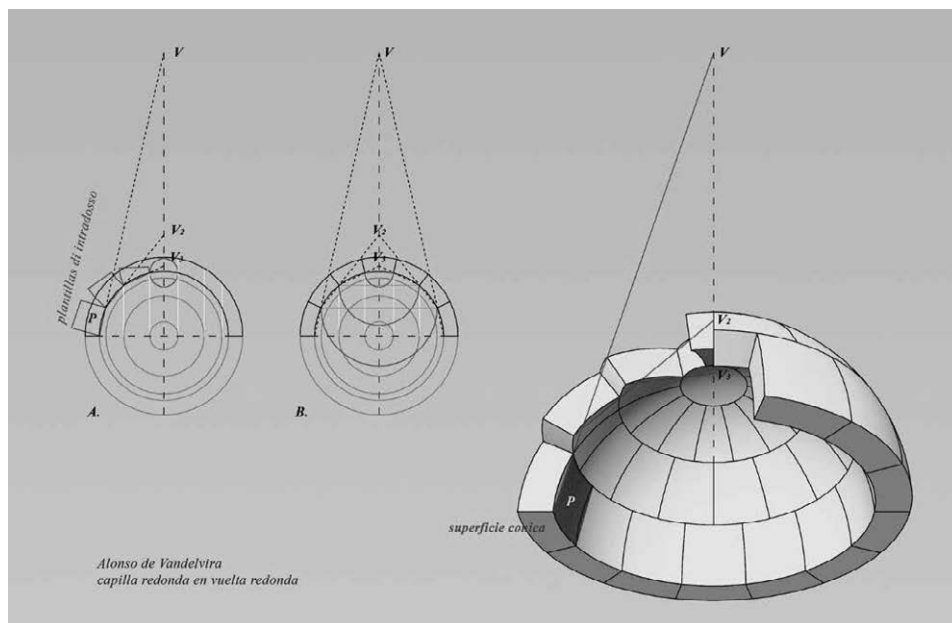 V
V
V
V₂
V₂
V₃
V₃
plantillas di intradosso
P
A.
B.
V₂
V₃
P
superficie conica
Alonso de Vandelvira
capilla redonda en vuelta redonda